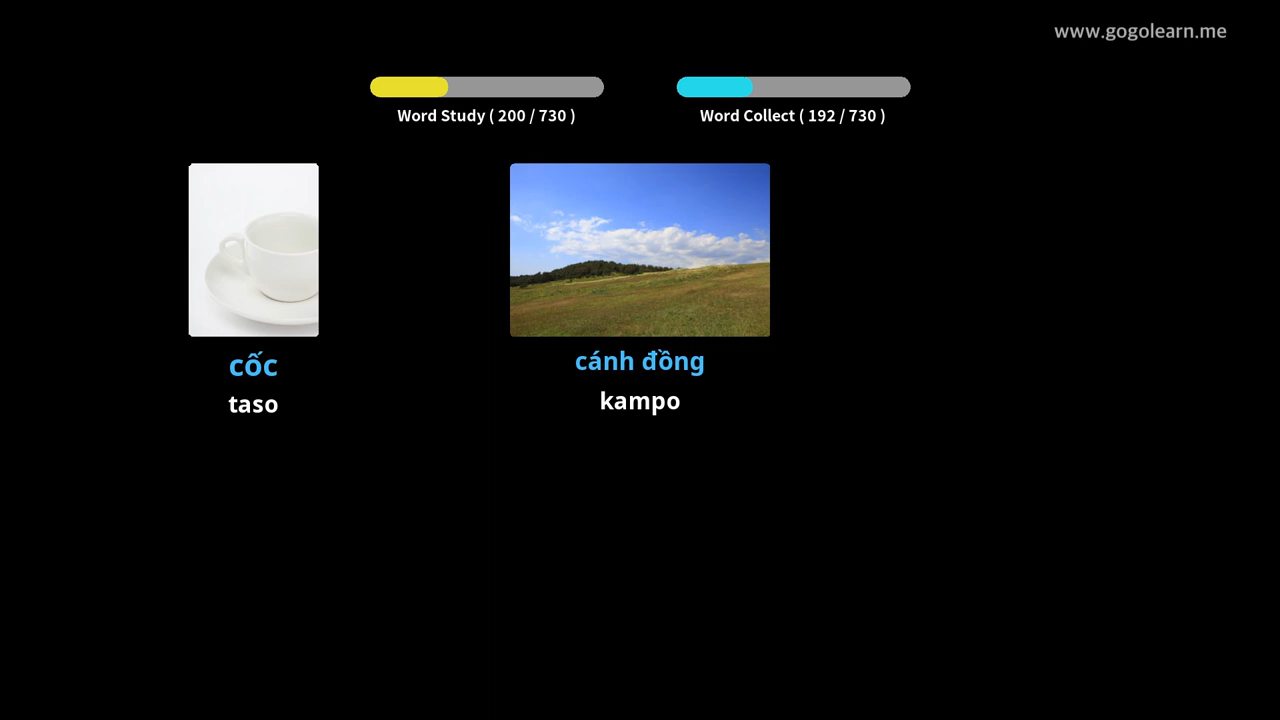 www.gogolearn.me
Word Study ( 200 / 730 )
Word Collect ( 192 / 730 )
cốc
taso
cánh đồng
kampo